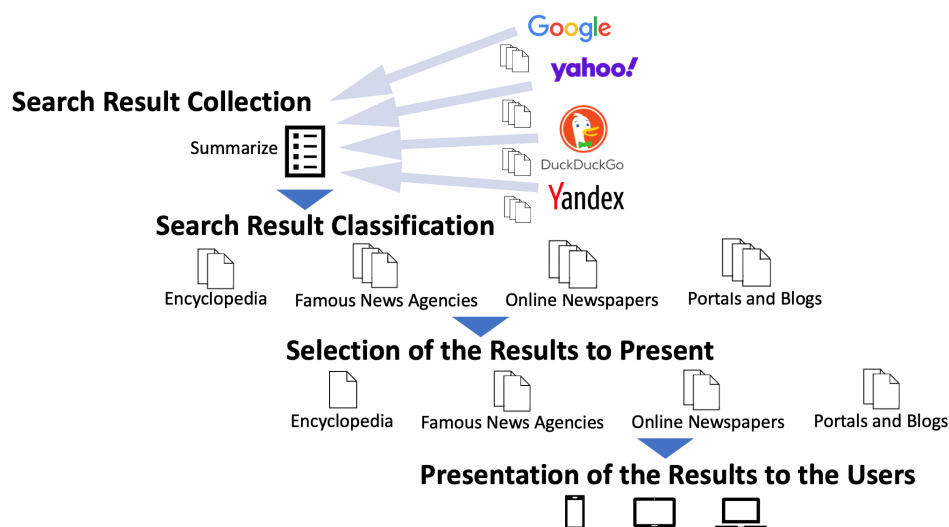 Google
yahoo!
Search Result Collection
Summarize
DuckDuckGo
Yandex
Search Result Classification
Encyclopedia
Famous News Agencies
Online Newspapers
Portals and Blogs
Selection of the Results to Present
Encyclopedia
Famous News Agencies
Online Newspapers
Portals and Blogs
Presentation of the Results to the Users